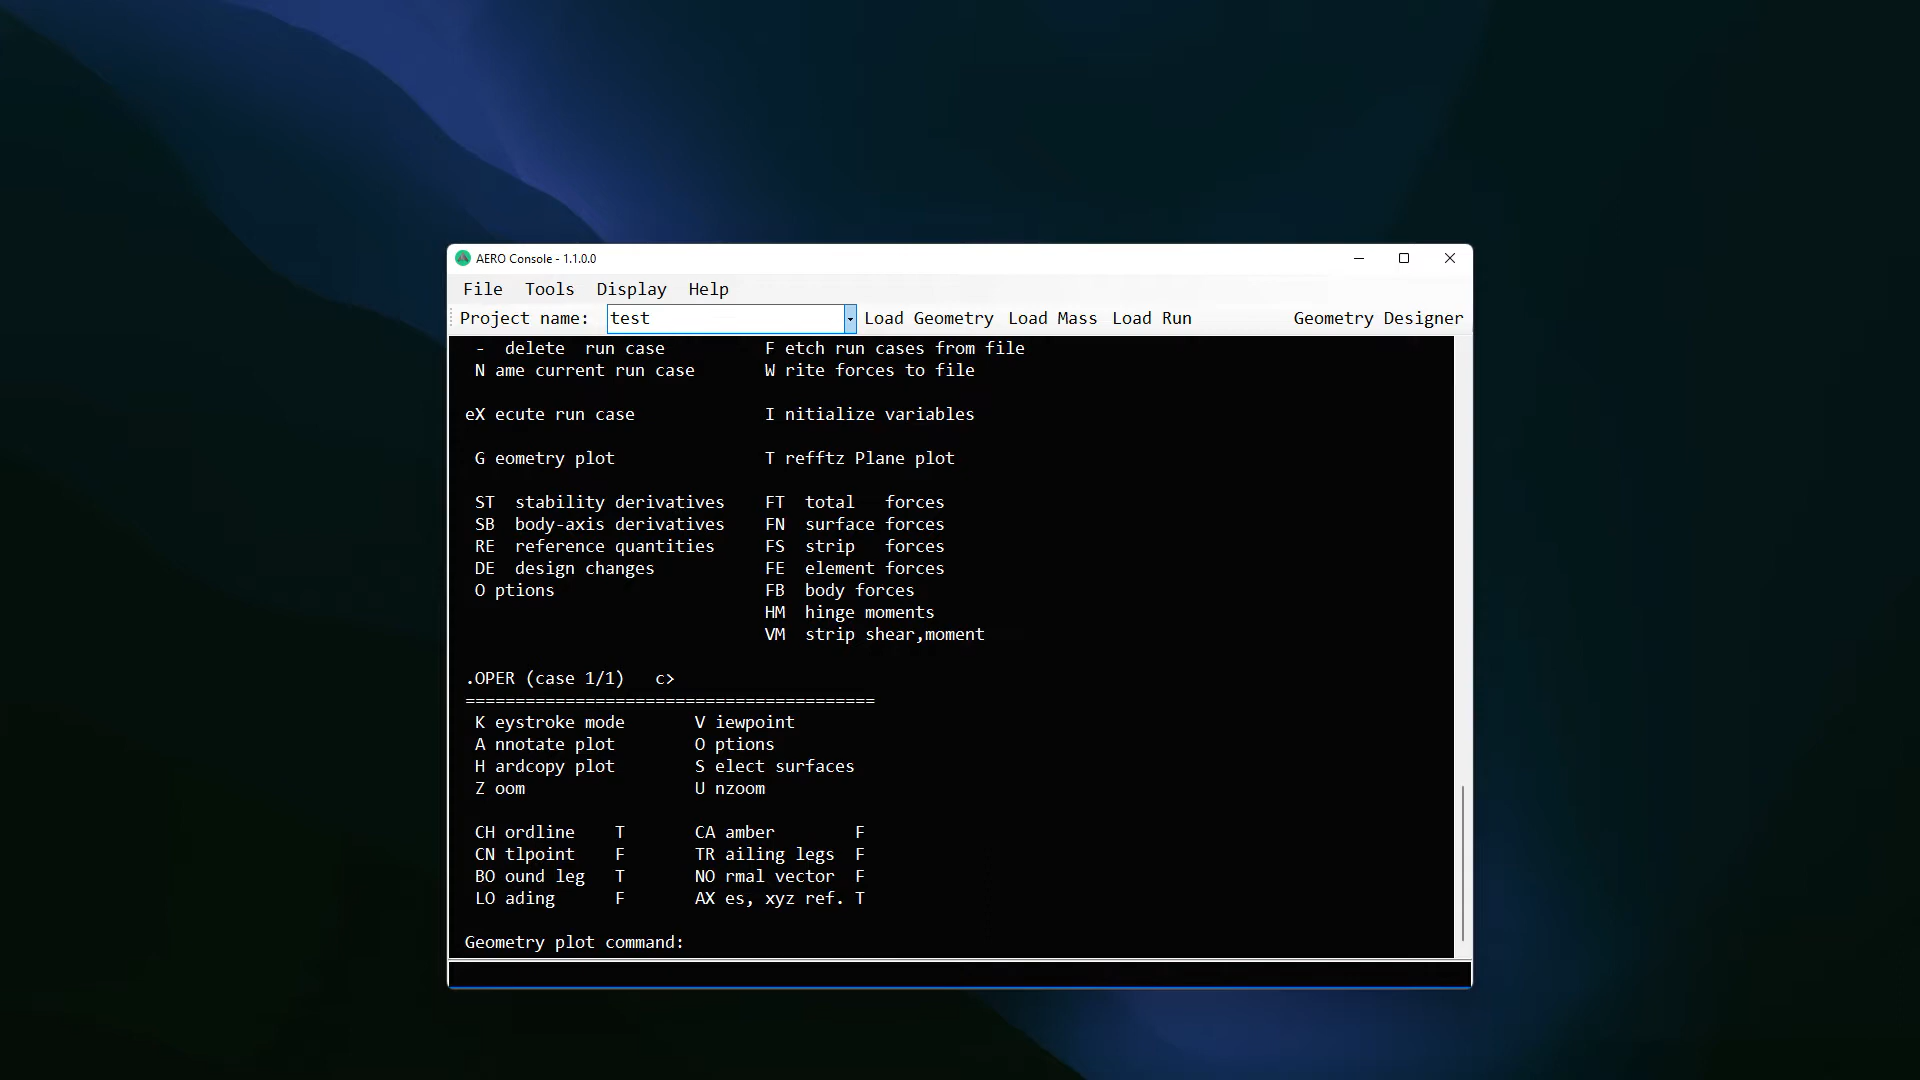 AERO Console - 1.1.0.0
File Tools Display Help
Project name: test Load Geometry Load Mass Load Run Geometry Designer
- delete run case F etch run cases from file
N ame current run case W rite forces to file
eX ecute run case I nitialize variables
G eometry plot T refftz Plane plot
ST stability derivatives FT total forces
SB body-axis derivatives FN surface forces
RE reference quantities FS strip forces
DE design changes FE element forces
O ptions FB body forces
HM hinge moments
VM strip shear,moment
.OPER (case 1/1) c>
=========================================
K eystroke mode V iewpoint
A nnotate plot O ptions
H ardcopy plot S elect surfaces
Z oom U nzoom
CH ordline T CA amber F
CN tlpoint F TR ailing legs F
BO ound leg T NO rmal vector F
LO ading F AX es, xyz ref. T
Geometry plot command: